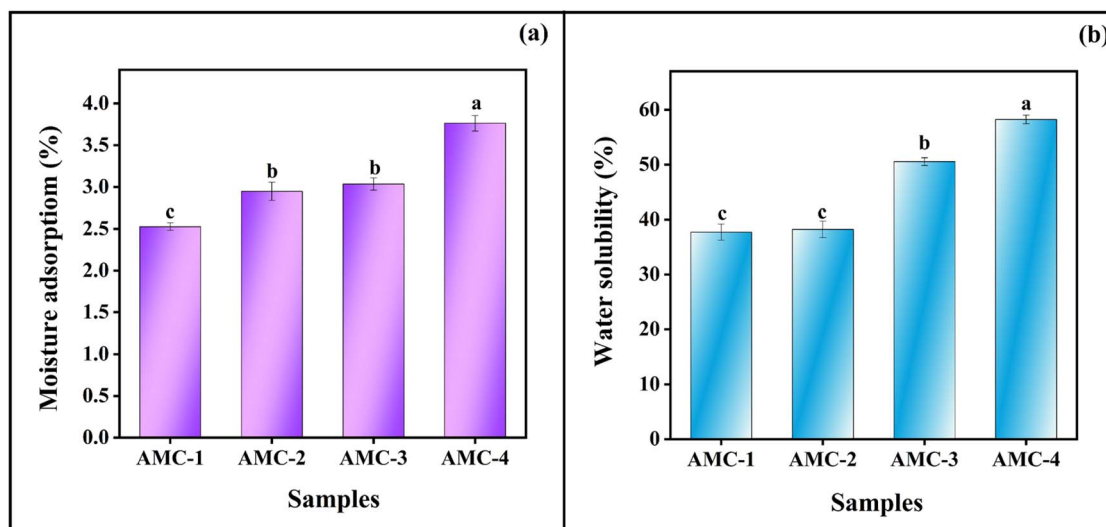 (a)
Moisture adsorptiom (%)
4.0
3.5
3.0
2.5
2.0
1.5
1.0
0.5
0.0
c
b
b
a
AMC-1 AMC-2 AMC-3 AMC-4
Samples
(b)
Water solubility (%)
60
50
40
30
20
10
0
c
c
b
a
AMC-1 AMC-2 AMC-3 AMC-4
Samples